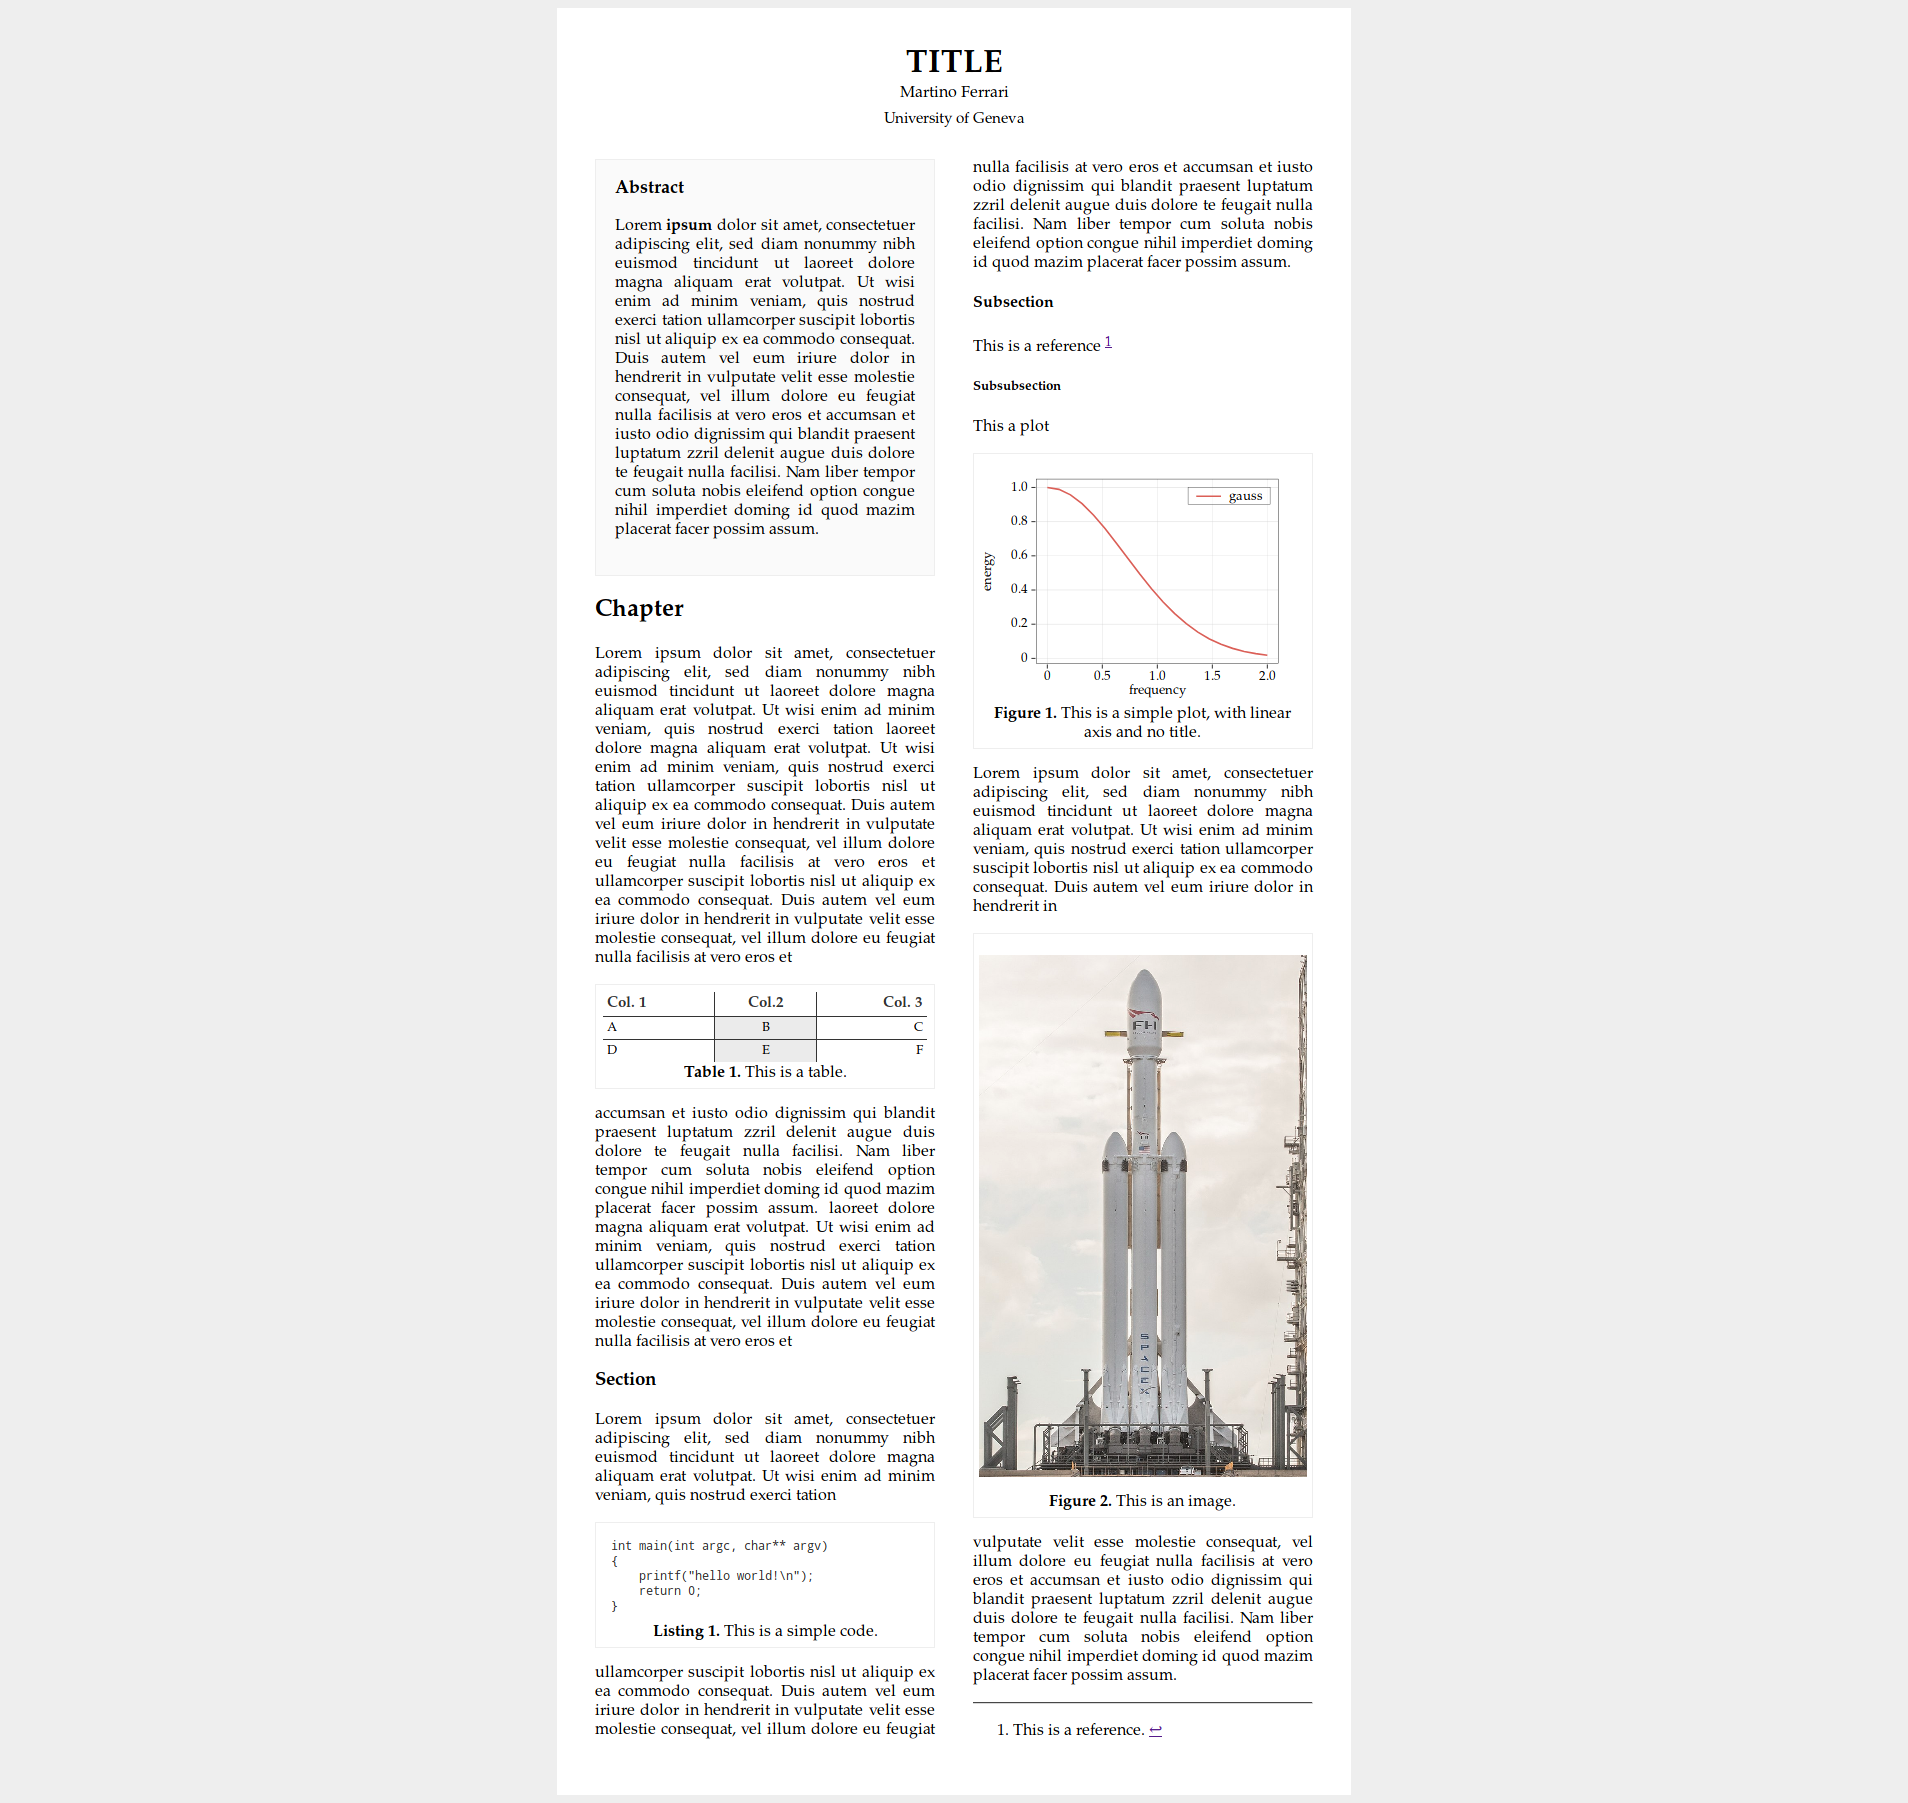 TITLE
Martino Ferrari
University of Geneva
Abstract
Lorem ipsum dolor sit amet, consectetuer
adipiscing elit, sed diam nonummy nibh
euismod tincidunt ut laoreet dolore
magna aliquam erat volutpat. Ut wisi
enim ad minim veniam, quis nostrud
exerci tation ullamcorper suscipit lobortis
nisl ut aliquip ex ea commodo consequat.
Duis autem vel eum iriure dolor in
hendrerit in vulputate velit esse molestie
consequat, vel illum dolore eu feugiat
nulla facilisis at vero eros et accumsan et
iusto odio dignissim qui blandit praesent
luptatum zzril delenit augue duis dolore
te feugait nulla facilisi. Nam liber tempor
cum soluta nobis eleifend option congue
nihil imperdiet doming id quod mazim
placerat facer possim assum.
Chapter
Lorem ipsum dolor sit amet, consectetuer
adipiscing elit, sed diam nonummy nibh
euismod tincidunt ut laoreet dolore magna
aliquam erat volutpat. Ut wisi enim ad minim
veniam, quis nostrud exerci tation laoreet
dolore magna aliquam erat volutpat. Ut wisi
enim ad minim veniam, quis nostrud exerci
tation ullamcorper suscipit lobortis nisl ut
aliquip ex ea commodo consequat. Duis autem
vel eum iriure dolor in hendrerit in vulputate
velit esse molestie consequat, vel illum dolore
eu feugiat nulla facilisis at vero eros et
ullamcorper suscipit lobortis nisl ut aliquip ex
ea commodo consequat. Duis autem vel eum
iriure dolor in hendrerit in vulputate velit esse
molestie consequat, vel illum dolore eu feugiat
nulla facilisis at vero eros et
Col. 1 Col.2 Col. 3
A B C
D E F
Table 1. This is a table.
accumsan et iusto odio dignissim qui blandit
praesent luptatum zzril delenit augue duis
dolore te feugait nulla facilisi. Nam liber
tempor cum soluta nobis eleifend option
congue nihil imperdiet doming id quod mazim
placerat facer possim assum. laoreet dolore
magna aliquam erat volutpat. Ut wisi enim ad
minim veniam, quis nostrud exerci tation
ullamcorper suscipit lobortis nisl ut aliquip ex
ea commodo consequat. Duis autem vel eum
iriure dolor in hendrerit in vulputate velit esse
molestie consequat, vel illum dolore eu feugiat
nulla facilisis at vero eros et
Section
Lorem ipsum dolor sit amet, consectetuer
adipiscing elit, sed diam nonummy nibh
euismod tincidunt ut laoreet dolore magna
aliquam erat volutpat. Ut wisi enim ad minim
veniam, quis nostrud exerci tation
int main(int argc, char** argv)
{
    printf("hello world!\n");
    return 0;
}
Listing 1. This is a simple code.
ullamcorper suscipit lobortis nisl ut aliquip ex
ea commodo consequat. Duis autem vel eum
iriure dolor in hendrerit in vulputate velit esse
molestie consequat, vel illum dolore eu feugiat
nulla facilisis at vero eros et accumsan et iusto
odio dignissim qui blandit praesent luptatum
zzril delenit augue duis dolore te feugait nulla
facilisi. Nam liber tempor cum soluta nobis
eleifend option congue nihil imperdiet doming
id quod mazim placerat facer possim assum.
Subsection
This is a reference 1
Subsubsection
This a plot
1.0
0.8
0.6
0.4
0.2
0
energy
gauss
0 0.5 1.0 1.5 2.0
frequency
Figure 1. This is a simple plot, with linear
axis and no title.
Lorem ipsum dolor sit amet, consectetuer
adipiscing elit, sed diam nonummy nibh
euismod tincidunt ut laoreet dolore magna
aliquam erat volutpat. Ut wisi enim ad minim
veniam, quis nostrud exerci tation ullamcorper
suscipit lobortis nisl ut aliquip ex ea commodo
consequat. Duis autem vel eum iriure dolor in
hendrerit in
FH
SPACEX
Figure 2. This is an image.
vulputate velit esse molestie consequat, vel
illum dolore eu feugiat nulla facilisis at vero
eros et accumsan et iusto odio dignissim qui
blandit praesent luptatum zzril delenit augue
duis dolore te feugait nulla facilisi. Nam liber
tempor cum soluta nobis eleifend option
congue nihil imperdiet doming id quod mazim
placerat facer possim assum.
1. This is a reference. ↩